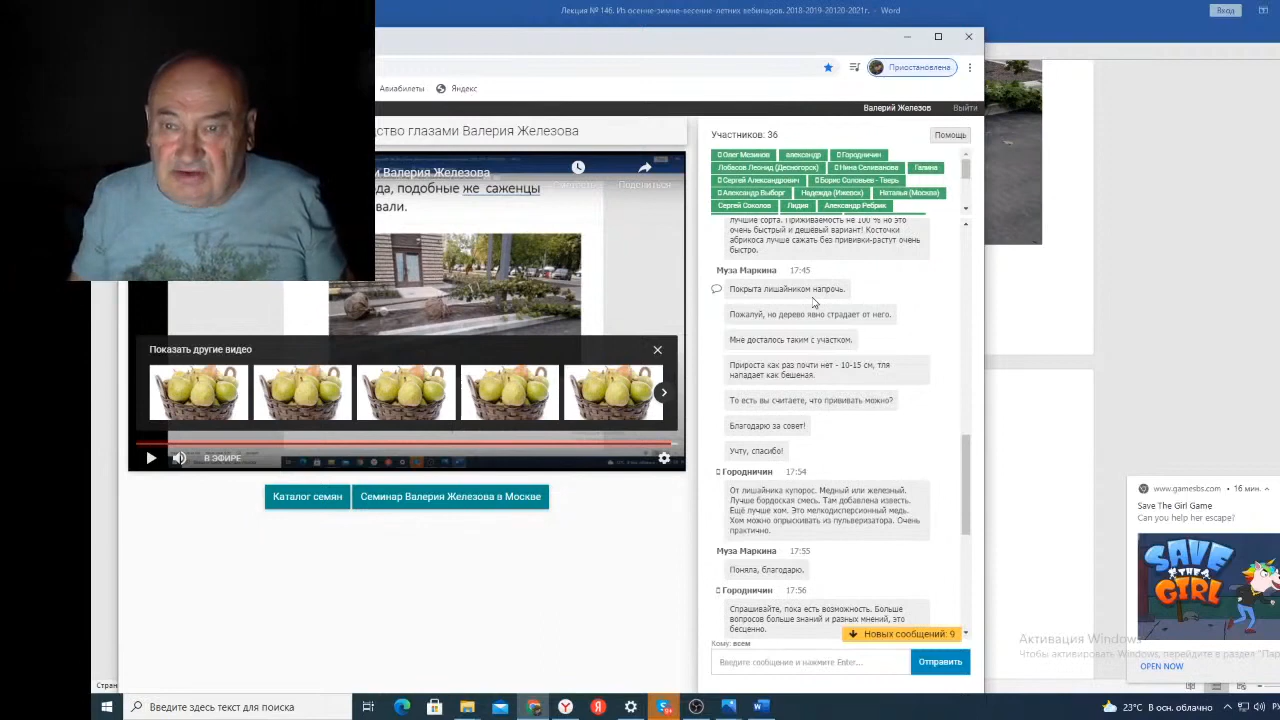 Лекция № 146. Из осенне-зимне-весенне-летних вебинаров. 2018-2019-20120-2021г. - Word
Вход
Приостановлена
Авиабилеты
Яндекс
Валерий Железов
Выйти
дство глазами Валерия Железова
и Валерия Железова
Поделиться
да, подобные же саженцы
вали.
Показать другие видео
В ЭФИРЕ
Каталог семян
Семинар Валерия Железова в Москве
Участников: 36
Помощь
Олег Мезинов
александр
Городничин
Лобасов Леонид (Десногорск)
Нина Селиванова
Галина
Сергей Александрович
Борис Соловьев - Тверь
Александр Выборг
Надежда (Ижевск)
Наталья (Москва)
Сергей Соколов
Лидия
Александр Ребрик
лучшие сорта. Приживаемость не 100 % но это
очень быстрый и дешевый вариант! Косточки
абрикоса лучше сажать без прививки-растут очень
быстро.
Муза Маркина 17:45
Покрыта лишайником напрочь.
Пожалуй, но дерево явно страдает от него.
Мне досталось таким с участком.
Прироста как раз почти нет - 10-15 см, тля
нападает как бешеная.
То есть вы считаете, что прививать можно?
Благодарю за совет!
Учту, спасибо!
Городничин 17:54
От лишайника купорос. Медный или железный.
Лучше бордоская смесь. Там добавлена известь.
Ещё лучше хом. Это мелкодисперсионный медь.
Хом можно опрыскивать из пульверизатора. Очень
практично.
Муза Маркина 17:55
Поняла, благодарю.
Городничин 17:56
Спрашивайте, пока есть возможность. Больше
вопросов больше знаний и разных мнений, это
бесценно.
Новых сообщений: 9
Кому: всем
Введите сообщение и нажмите Enter...
Отправить
www.gamesbs.com • 16 мин.
Save The Girl Game
Can you help her escape?
SAVE THE GIRL
OPEN NOW
Активация Windows
Чтобы активировать Windows, перейдите в раздел "Пар
Стран
Введите здесь текст для поиска
23°C Возд. облачно